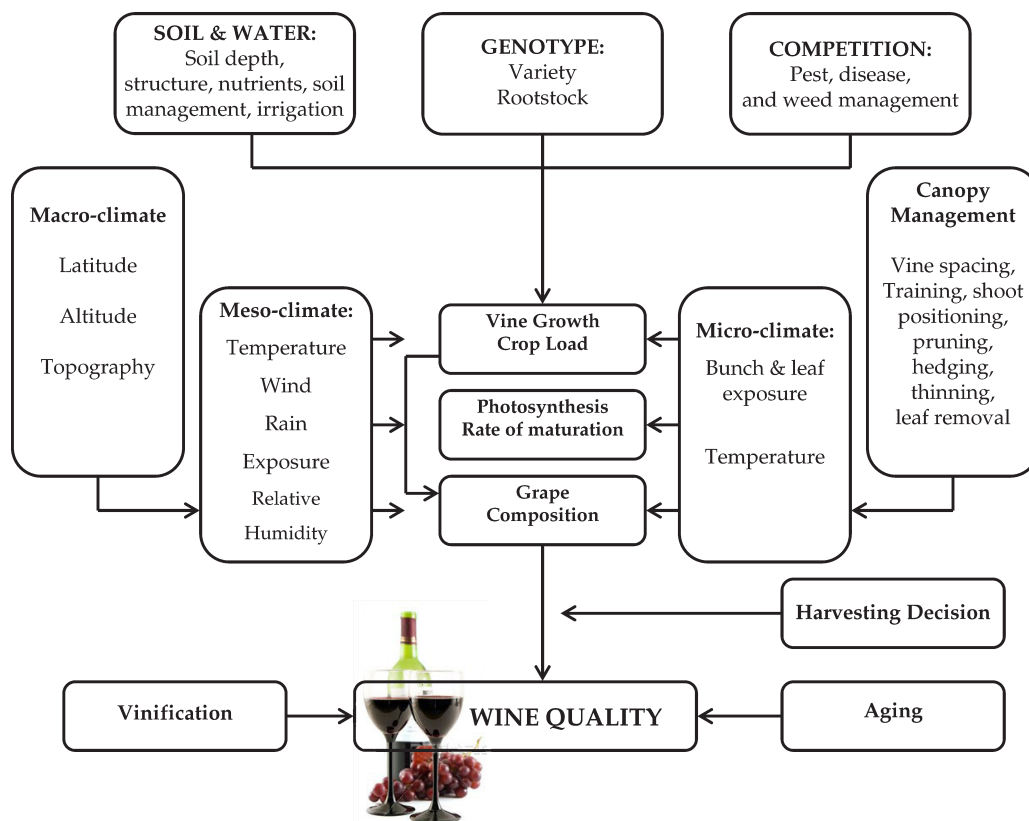 SOIL & WATER:
Soil depth,
structure, nutrients, soil
management, irrigation
GENOTYPE:
Variety
Rootstock
COMPETITION:
Pest, disease,
and weed management
Macro-climate
Latitude
Altitude
Topography
Meso-climate:
Temperature
Wind
Rain
Exposure
Relative
Humidity
Vine Growth
Crop Load
Photosynthesis
Rate of maturation
Grape
Composition
Micro-climate:
Bunch & leaf
exposure
Temperature
Canopy
Management
Vine spacing,
Training, shoot
positioning,
pruning,
hedging,
thinning,
leaf removal
Harvesting Decision
Vinification
WINE QUALITY
Aging